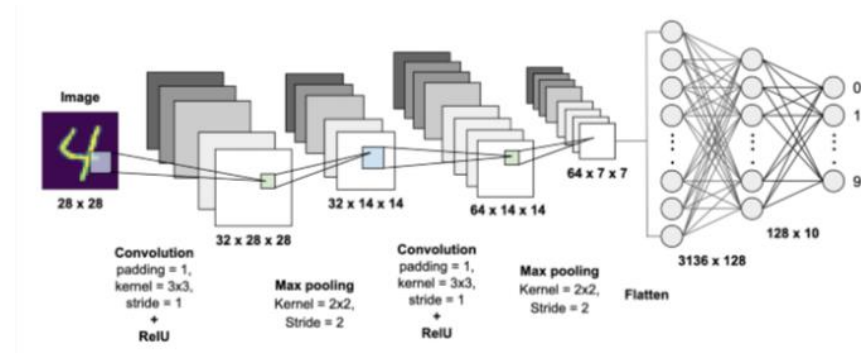 Image
28 x 28
Convolution
padding = 1,
kernel = 3x3,
stride = 1
+
RelU
32 x 28 x 28
Max pooling
Kernel = 2x2,
Stride = 2
32 x 14 x 14
Convolution
padding = 1,
kernel = 3x3,
stride = 1
+
RelU
64 x 14 x 14
Max pooling
Kernel = 2x2,
Stride = 2
64 x 7 x 7
Flatten
3136 x 128
128 x 10
0
1
9
4